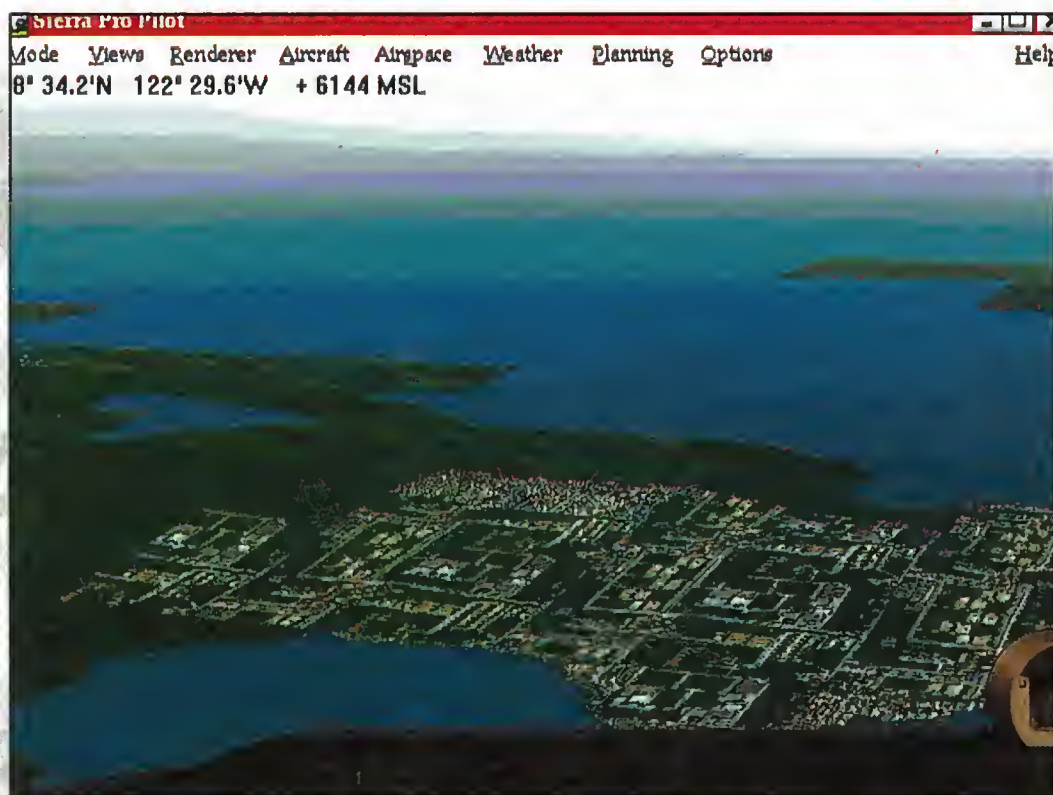 Sierra Pro Pilot
Mode Views Renderer Aircraft Airspace Weather Planning Options Help
8° 34.2'N 122° 29.6'W + 6144 MSL